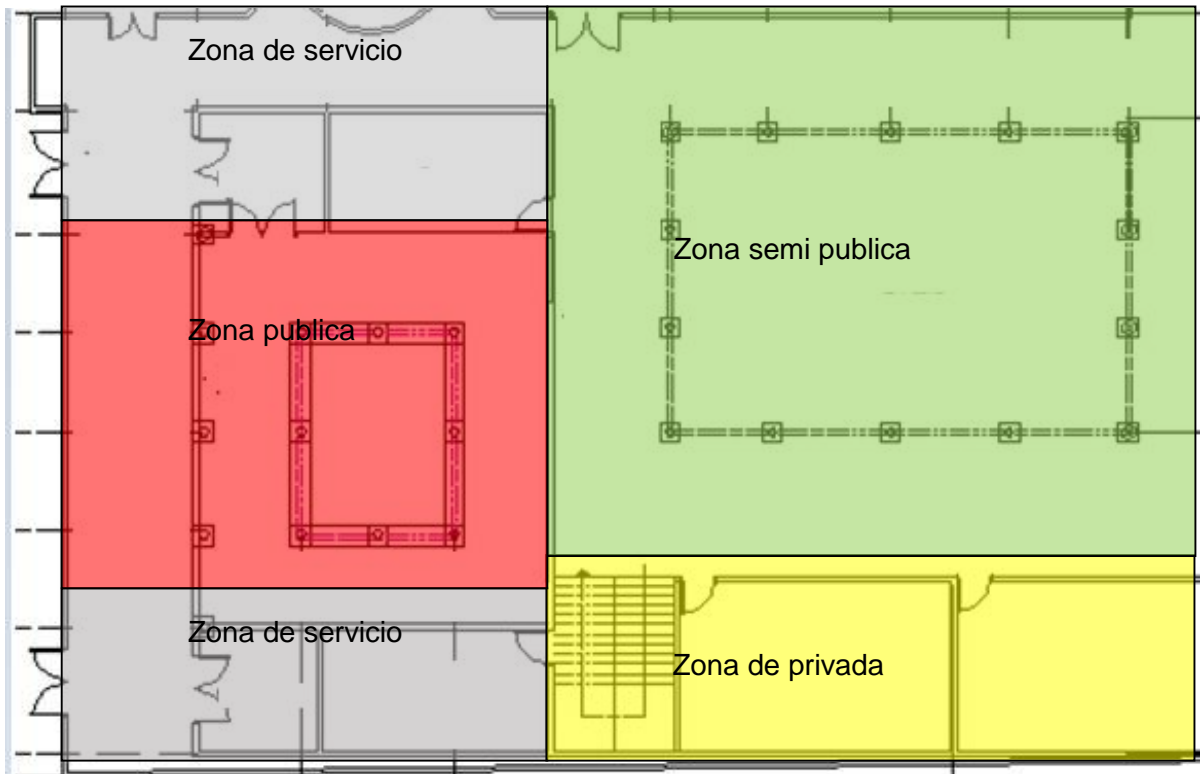 Zona de servicio
Zona semi publica
Zona publica
Zona de servicio
Zona de privada